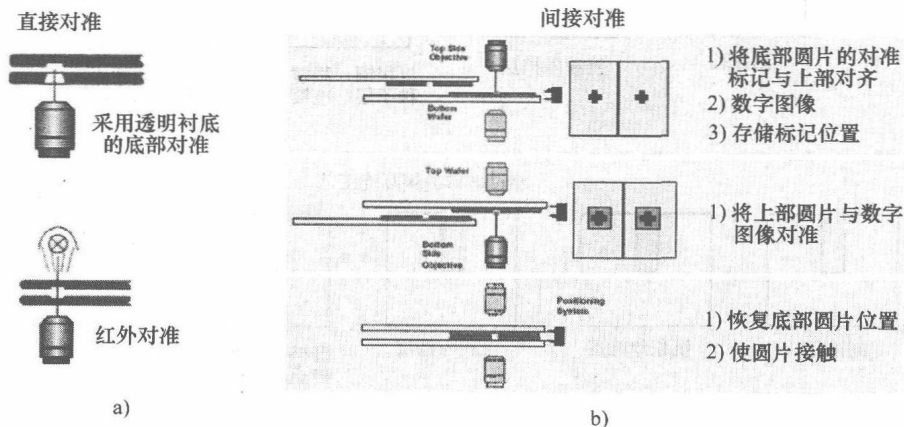 直接对准
采用透明衬底
的底部对准
红外对准
a)
间接对准
Top Side
Objective
Bottom
Wafer
1) 将底部圆片的对准
标记与上部对齐
2) 数字图像
3) 存储标记位置
Top Wafer
Bottom
Side
Objective
1) 将上部圆片与数字
图像对准
Positioning
System
1) 恢复底部圆片位置
2) 使圆片接触
b)